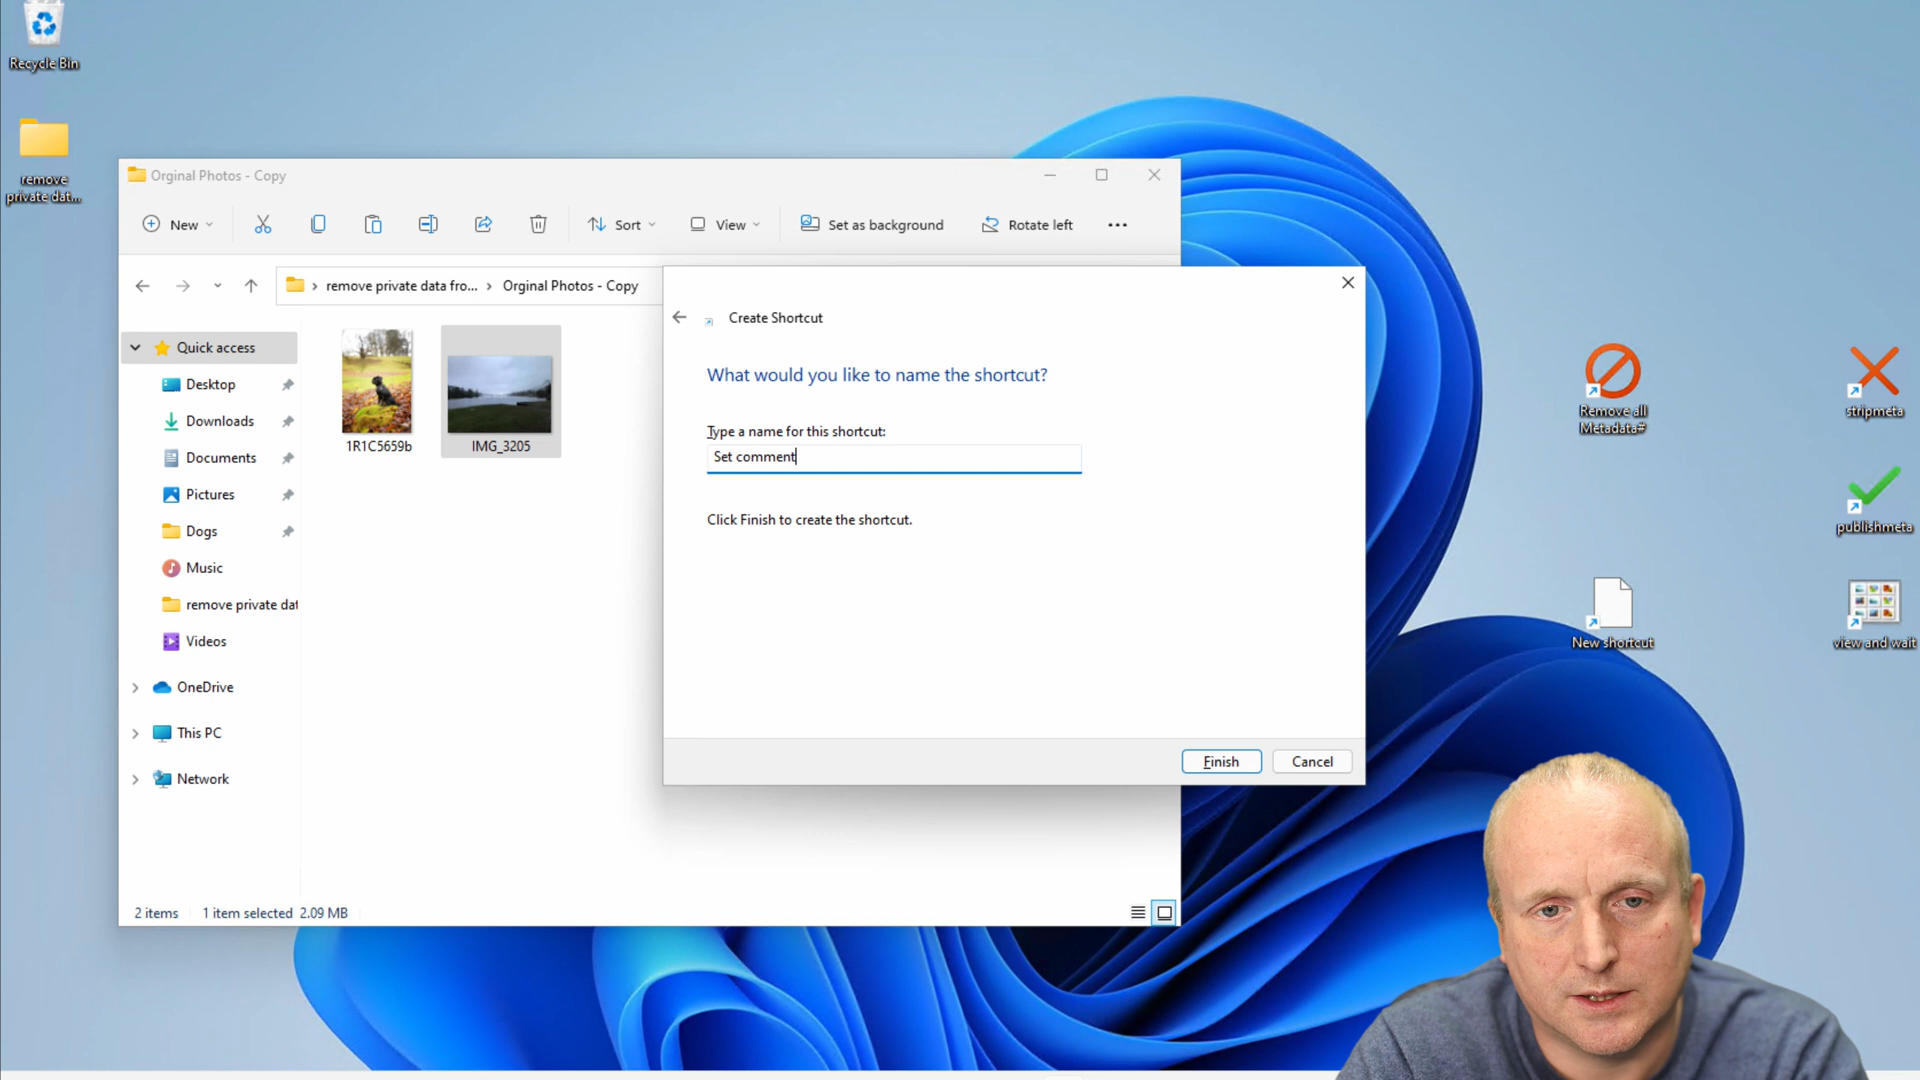 Recycle Bin
remove
private dat...
Orginal Photos - Copy
New
Sort
View
Set as background
Rotate left
remove private data fro...
Orginal Photos - Copy
Quick access
Desktop
Downloads
Documents
Pictures
Dogs
Music
remove private dat
Videos
OneDrive
This PC
Network
1R1C5659b
IMG_3205
2 items
1 item selected 2.09 MB
Create Shortcut
What would you like to name the shortcut?
Type a name for this shortcut:
Set comment
Click Finish to create the shortcut.
Finish
Cancel
Remove all
Metadata#
stripmeta
publishmeta
New shortcut
view and wait